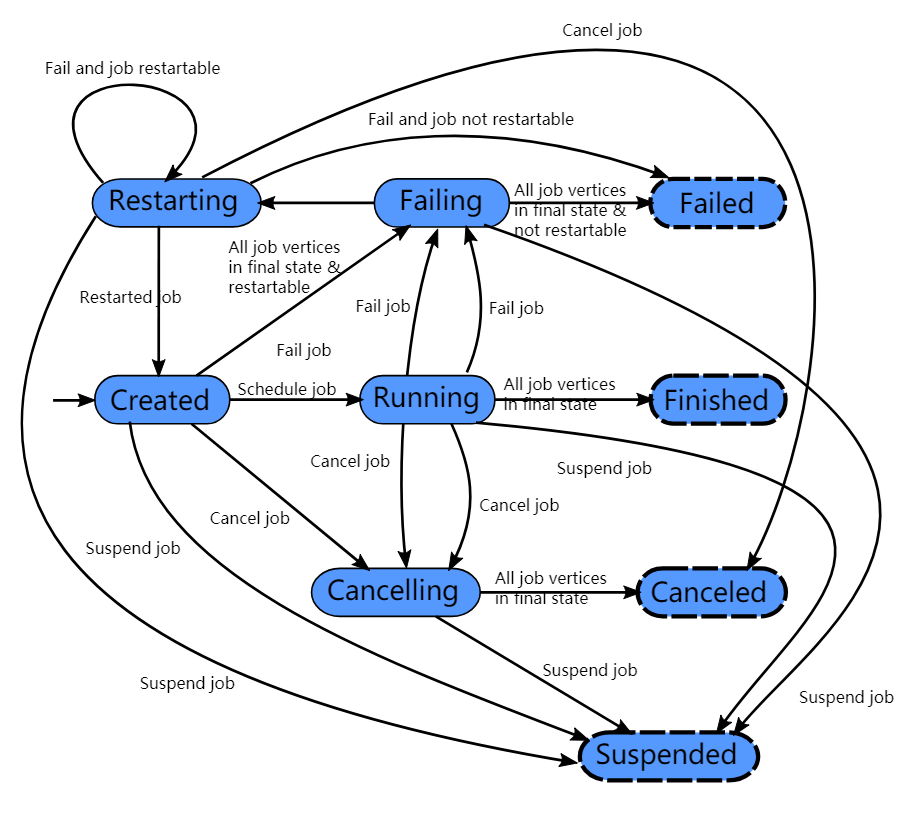 Cancel job
Fail and job restartable
Fail and job not restartable
Restarting
Failing
All job vertices
in final state &
not restartable
Failed
All job vertices
in final state &
restartable
Restarted job
Fail job
Fail job
Fail job
Created
Schedule job
Running
All job vertices
in final state
Finished
Cancel job
Suspend job
Cancel job
Cancel job
Suspend job
Cancelling
All job vertices
in final state
Canceled
Suspend job
Suspend job
Suspend job
Suspended